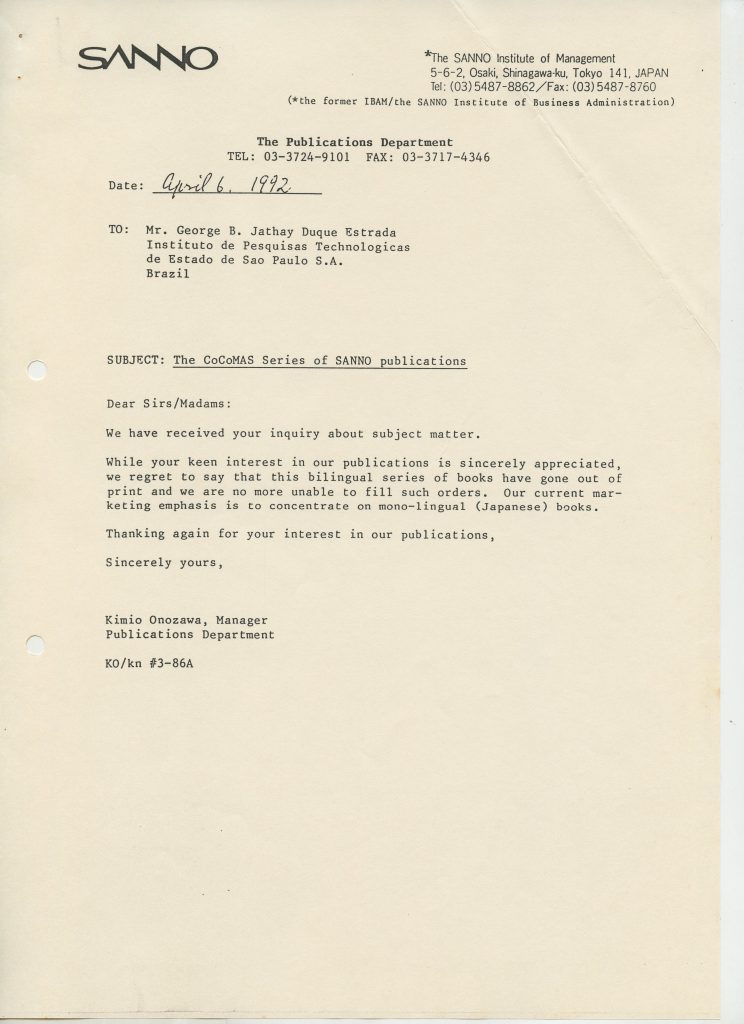 SANNO
*The SANNO Institute of Management
5-6-2, Osaki, Shinagawa-ku, Tokyo 141, JAPAN
Tel: (03)5487-8862/Fax: (03)5487-8760
(*the former IBAM/the SANNO Institute of Business Administration)
The Publications Department
TEL: 03-3724-9101 FAX: 03-3717-4346
Date: April 6, 1992
TO: Mr. George B. Jathay Duque Estrada
Instituto de Pesquisas Technologicas
de Estado de Sao Paulo S.A.
Brazil
SUBJECT: The CoCoMAS Series of SANNO publications
Dear Sirs/Madams:
We have received your inquiry about subject matter.
While your keen interest in our publications is sincerely appreciated,
we regret to say that this bilingual series of books have gone out of
print and we are no more unable to fill such orders. Our current mar-
keting emphasis is to concentrate on mono-lingual (Japanese) books.
Thanking again for your interest in our publications,
Sincerely yours,
Kimio Onozawa, Manager
Publications Department
KO/kn #3-86A